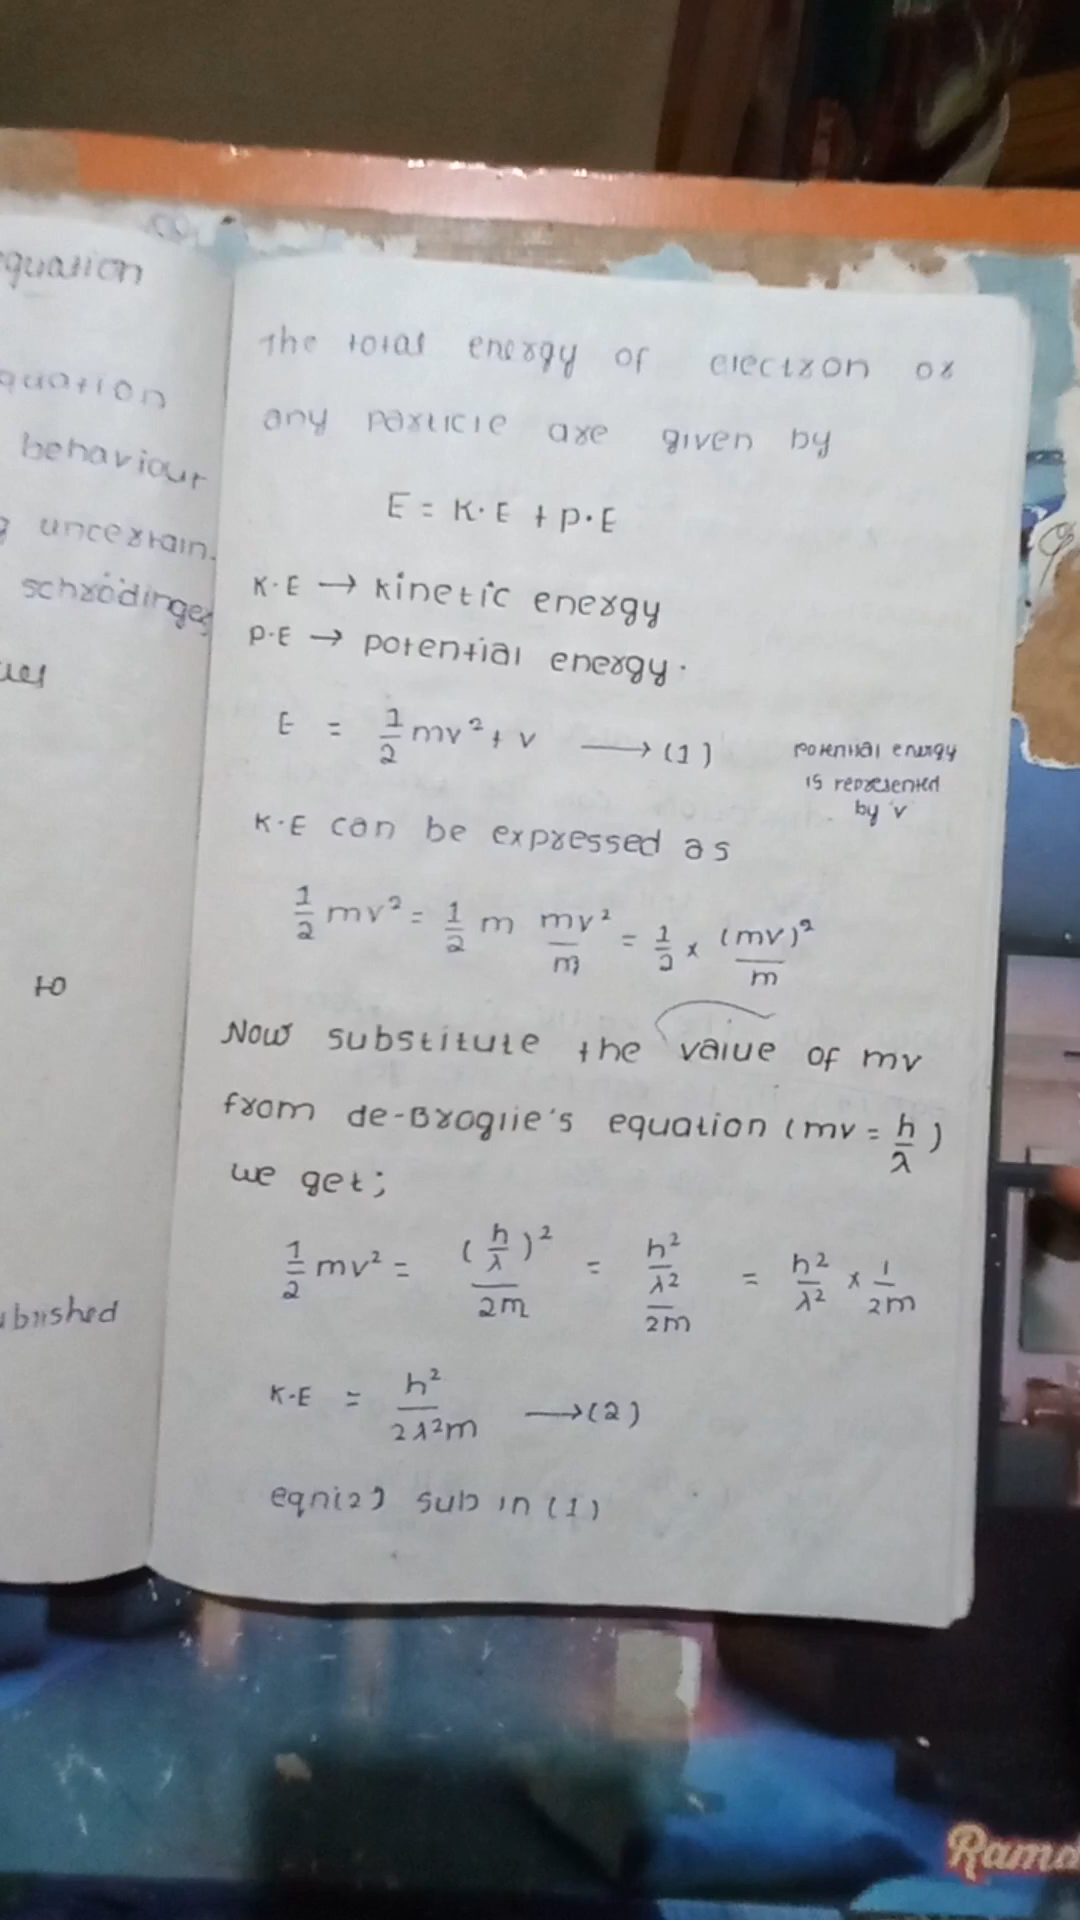 equation
quation
behaviour
uncertain.
schrödinger
to
The total energy of electron or
any particle are given by
E = K.E + P.E
K.E → Kinetic energy
P.E → potential energy.
E = 1/2 mv² + v → (1)
potential energy
is represented
by v
K.E can be expressed as
1/2 mv² = 1/2 m mv²/m = 1/2 × (mv)²/m
Now substitute the value of mv
from de-Broglie's equation (mv = h/λ)
we get;
1/2 mv² = (h/λ)²/2m = h²/λ²/2m = h²/λ² × 1/2m
K.E = h²/2λ²m → (2)
eqn(2) sub in (1)